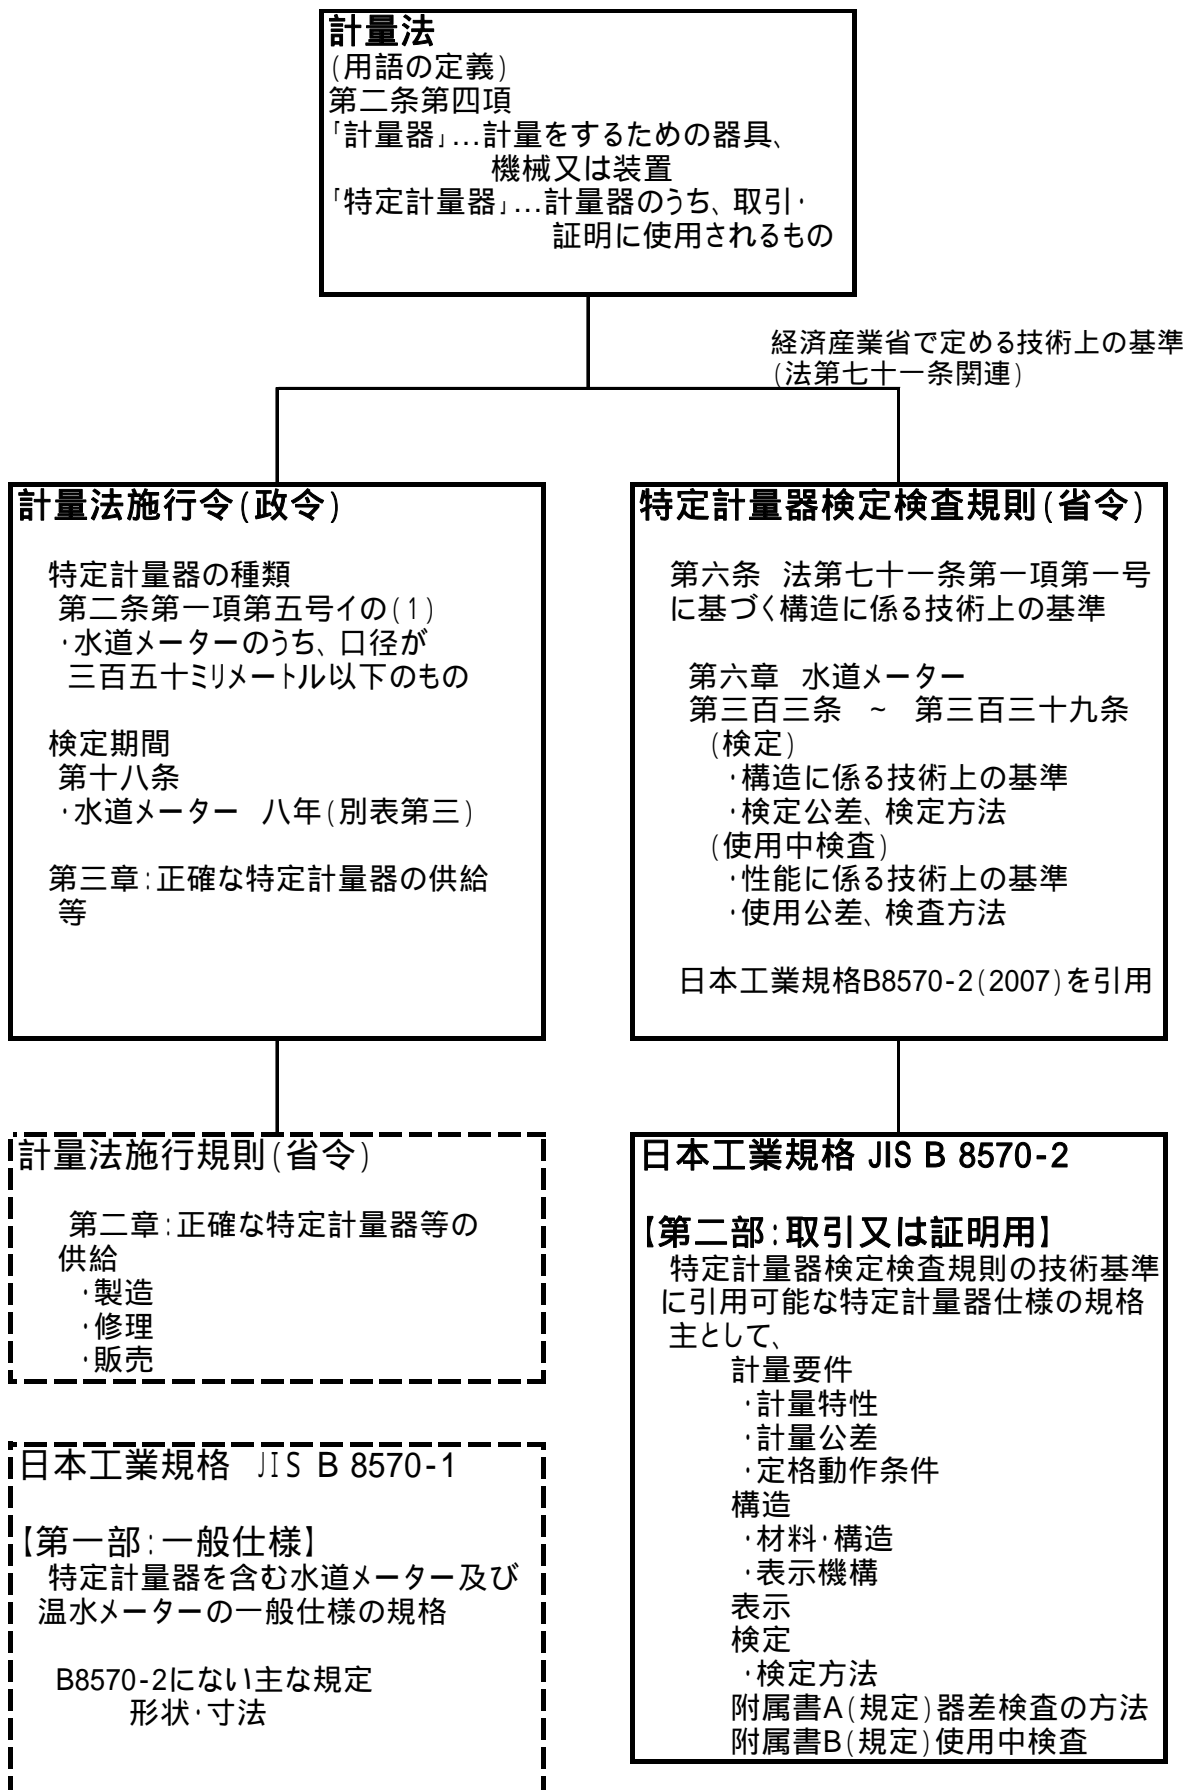 計量法
(用語の定義)
第二条第四項
「計量器」…計量をするための器具、
機械又は装置
「特定計量器」…計量器のうち、取引・
証明に使用されるもの
経済産業省で定める技術上の基準
(法第七十一条関連)
計量法施行令(政令)
特定計量器の種類
第二条第一項第五号イの(1)
・水道メーターのうち、口径が
三百五十ミリメートル以下のもの
検定期間
第十八条
・水道メーター 八年(別表第三)
第三章:正確な特定計量器の供給
等
特定計量器検定検査規則(省令)
第六条 法第七十一条第一項第一号
に基づく構造に係る技術上の基準
第六章 水道メーター
第三百三条 ~ 第三百三十九条
(検定)
・構造に係る技術上の基準
・検定公差、検定方法
(使用中検査)
・性能に係る技術上の基準
・使用公差、検査方法
日本工業規格B8570-2(2007)を引用
計量法施行規則(省令)
第二章:正確な特定計量器等の
供給
・製造
・修理
・販売
日本工業規格 JIS B 8570-1
【第一部:一般仕様】
特定計量器を含む水道メーター及び
温水メーターの一般仕様の規格
B8570-2にない主な規定
形状・寸法
日本工業規格 JIS B 8570-2
【第二部:取引又は証明用】
特定計量器検定検査規則の技術基準
に引用可能な特定計量器仕様の規格
主として、
計量要件
・計量特性
・計量公差
・定格動作条件
構造
・材料・構造
・表示機構
表示
検定
・検定方法
附属書A(規定)器差検査の方法
附属書B(規定)使用中検査